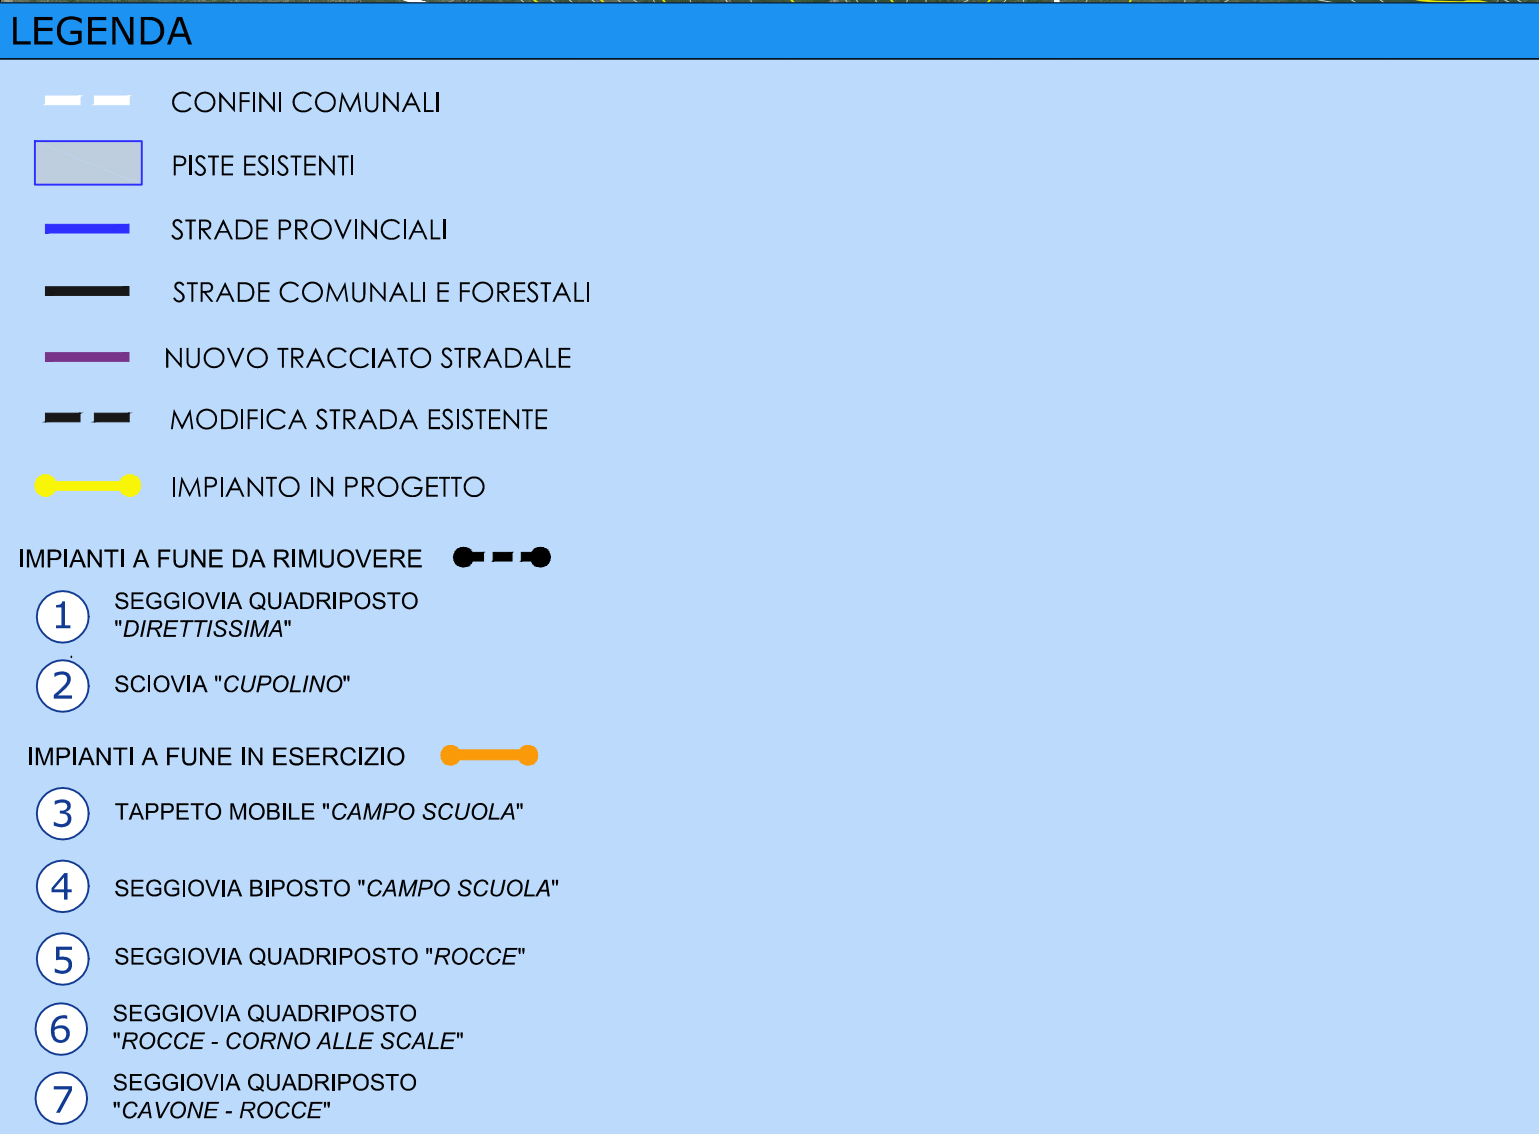 LEGENDA
CONFINI COMUNALI
PISTE ESISTENTI
STRADE PROVINCIALI
STRADE COMUNALI E FORESTALI
NUOVO TRACCIATO STRADALE
MODIFICA STRADA ESISTENTE
IMPIANTO IN PROGETTO
IMPIANTI A FUNE DA RIMUOVERE
1 SEGGIOVIA QUADRIPOSTO
"DIRETTISSIMA"
2 SCIOVIA "CUPOLINO"
IMPIANTI A FUNE IN ESERCIZIO
3 TAPPETO MOBILE "CAMPO SCUOLA"
4 SEGGIOVIA BIPOSTO "CAMPO SCUOLA"
5 SEGGIOVIA QUADRIPOSTO "ROCCE"
6 SEGGIOVIA QUADRIPOSTO
"ROCCE - CORNO ALLE SCALE"
7 SEGGIOVIA QUADRIPOSTO
"CAVONE - ROCCE"